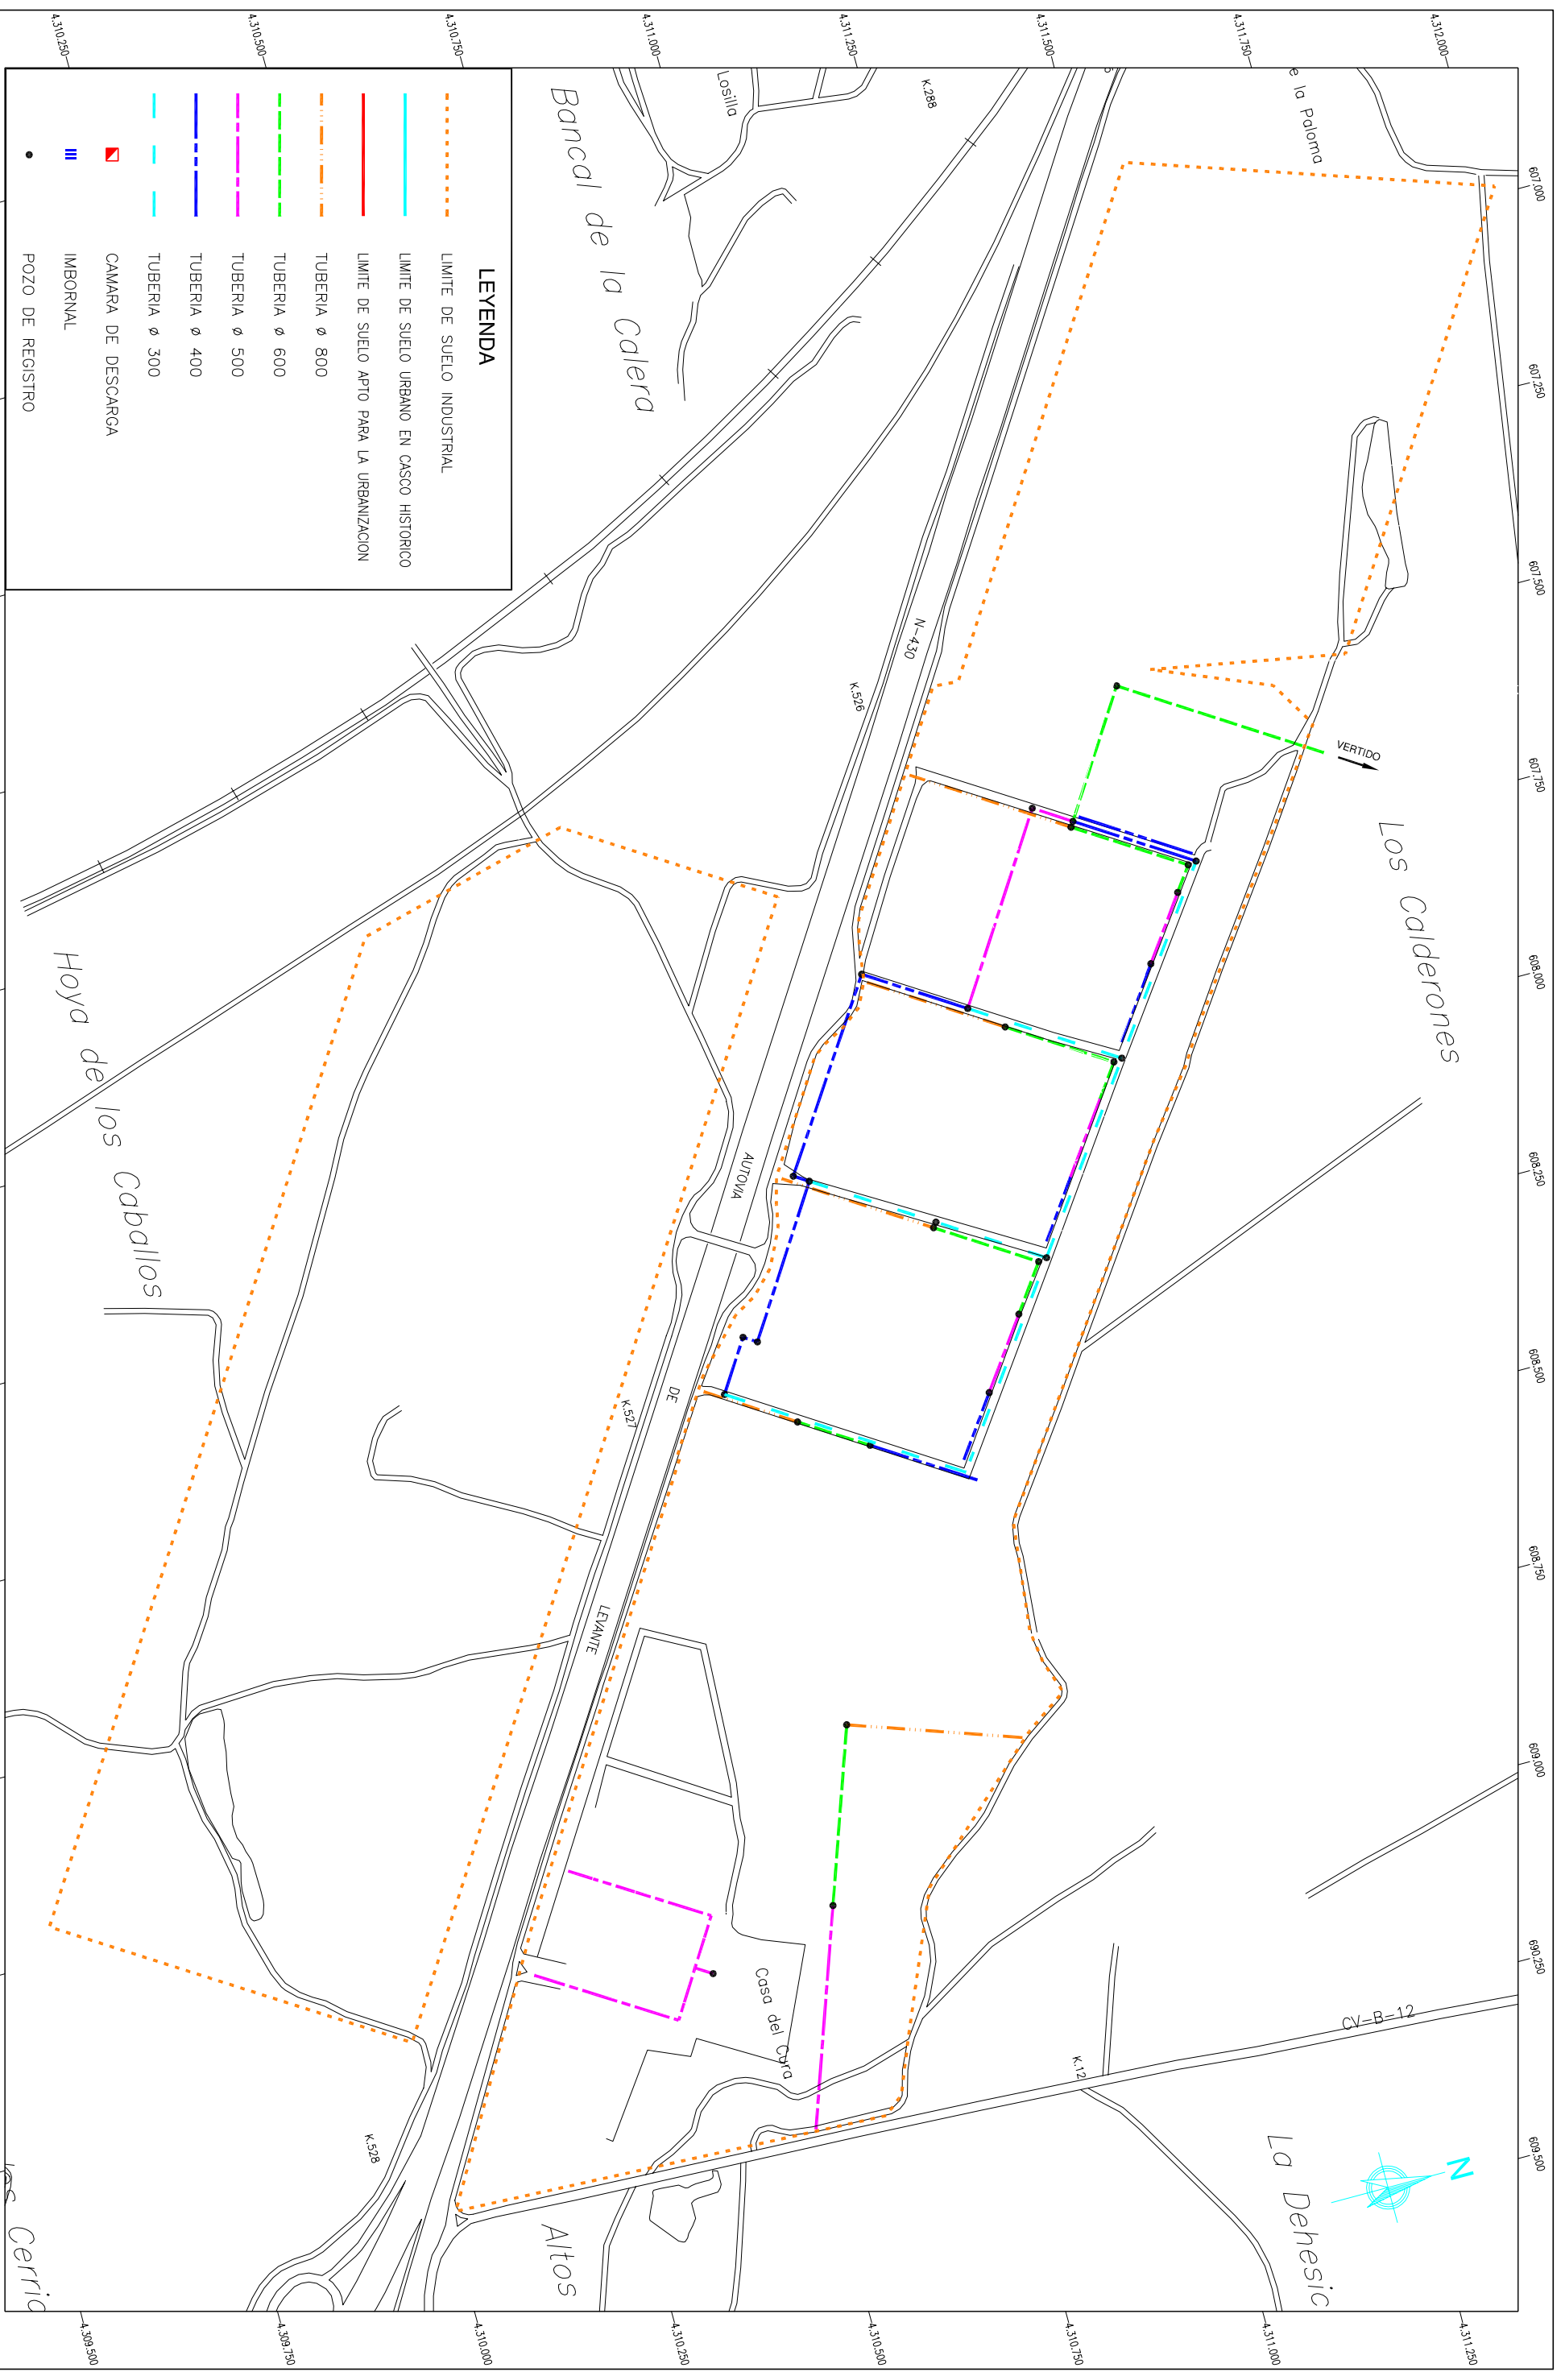 4.310.250
4.310.500
4.310.750
4.311.000
4.311.250
4.311.500
4.311.750
4.312.000
607.000
607.250
607.500
607.750
608.000
608.250
608.500
608.750
609.000
690.250
609.500
4.309.500
4.309.750
4.310.000
4.310.250
4.310.500
4.310.750
4.311.000
4.311.250
e la Paloma
K.288
Losilla
Bancal de la Calera
N-430
K.526
VERTIDO
Los Calderones
Hoya de los Caballos
AUTOVIA
DE
LEVANTE
K.527
Casa del Cura
CV-B-12
K.12
K.528
La Dehesic
N
Altos
Cerric
LEYENDA
LIMITE DE SUELO INDUSTRIAL
LIMITE DE SUELO URBANO EN CASCO HISTORICO
LIMITE DE SUELO APTO PARA LA URBANIZACION
TUBERIA Ø 800
TUBERIA Ø 600
TUBERIA Ø 500
TUBERIA Ø 400
TUBERIA Ø 300
CAMARA DE DESCARGA
IMBORNAL
POZO DE REGISTRO